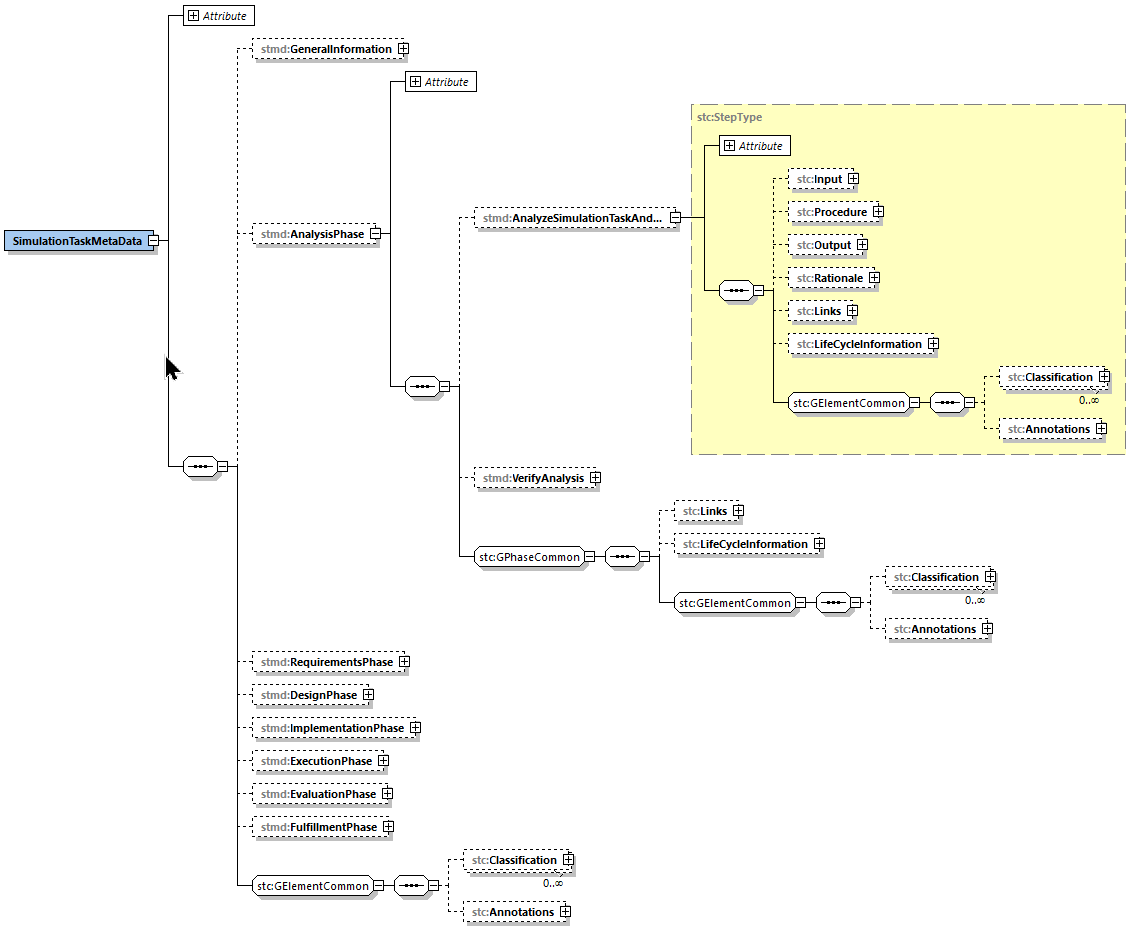 Attribute
stmd:GeneralInformation
Attribute
stc:StepType
Attribute
stc:Input
stc:Procedure
stmd:AnalyzeSimulationTaskAnd...
SimulationTaskMetaData
stmd:AnalysisPhase
stc:Output
stc:Rationale
stc:Links
stc:LifeCycleInformation
stc:Classification
0..∞
stc:GElementCommon
stc:Annotations
stmd:VerifyAnalysis
stc:Links
stc:LifeCycleInformation
stc:GPhaseCommon
stc:Classification
0..∞
stc:GElementCommon
stc:Annotations
stmd:RequirementsPhase
stmd:DesignPhase
stmd:ImplementationPhase
stmd:ExecutionPhase
stmd:EvaluationPhase
stmd:FulfillmentPhase
stc:Classification
0..∞
stc:GElementCommon
stc:Annotations